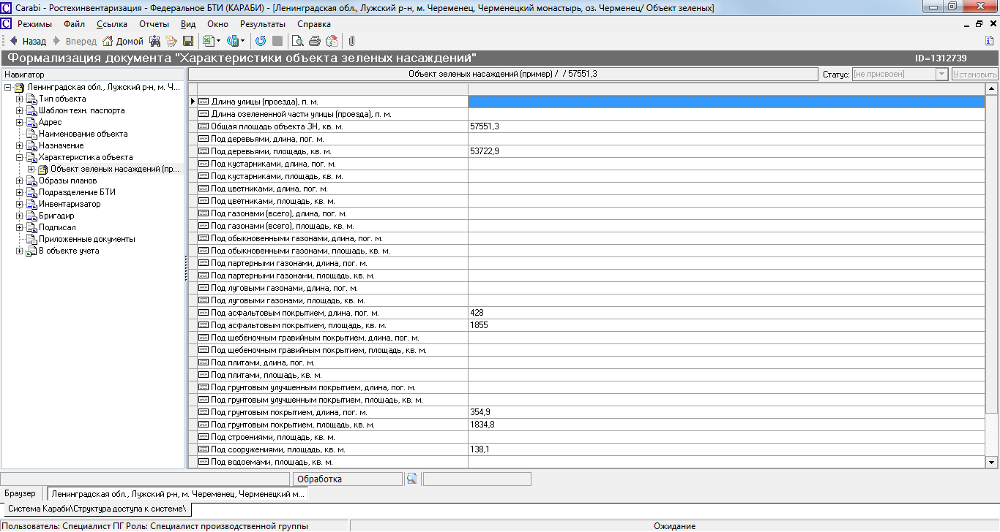 Carabi - Ростехинвентаризация - Федеральное БТИ (КАРАБИ) - [Ленинградская обл., Лужский р-н, м. Череменец, Черменецкий монастырь, оз. Черменец/ Объект зеленых]
Режимы Файл Ссылка Отчеты Вид Окно Результаты Справка
Назад Вперед Домой
Формализация документа "Характеристики объекта зеленых насаждений" ID=1312739
Навигатор
Ленинградская обл., Лужский р-н, м. Ч...
Тип объекта
Шаблон техн. паспорта
Адрес
Наименование объекта
Назначение
Характеристика объекта
Объект зеленых насаждений (пр...
Образы планов
Подразделение БТИ
Инвентаризатор
Бригадир
Подписал
Приложенные документы
В объекте учета
Объект зеленых насаждений (пример) / / 57551,3
Статус: [не присвоен] Установить
Длина улицы (проезда), п. м.
Длина озелененной части улицы (проезда), п. м.
Общая площадь объекта ЗН, кв. м. 57551,3
Под деревьями, длина, пог. м.
Под деревьями, площадь, кв. м. 53722,9
Под кустарниками, длина, пог. м.
Под кустарниками, площадь, кв. м.
Под цветниками, длина, пог. м.
Под цветниками, площадь, кв. м.
Под газонами (всего), длина, пог. м.
Под газонами (всего), площадь, кв. м.
Под обыкновенными газонами, длина, пог. м.
Под обыкновенными газонами, площадь, кв. м.
Под партерными газонами, длина, пог. м.
Под партерными газонами, площадь, кв. м.
Под луговыми газонами, длина, пог. м.
Под луговыми газонами, площадь, кв. м.
Под асфальтовым покрытием, длина, пог. м. 428
Под асфальтовым покрытием, площадь, кв. м. 1855
Под щебеночным гравийным покрытием, длина, пог. м.
Под щебеночным гравийным покрытием, площадь, кв. м.
Под плитами, длина, пог. м.
Под плитами, площадь, кв. м.
Под грунтовым улучшенным покрытием, длина, пог. м.
Под грунтовым улучшенным покрытием, площадь, кв. м.
Под грунтовым покрытием, длина, пог. м. 354,9
Под грунтовым покрытием, площадь, кв. м. 1834,8
Под строениями, площадь, кв. м.
Под сооружениями, площадь, кв. м. 138,1
Под водоемами, площадь, кв. м.
Обработка
Браузер Ленинградская обл., Лужский р-н, м. Череменец, Черменецкий м...
Система Караби\Структура доступа к системе\
Пользователь: Специалист ПГ Роль: Специалист производственной группы Ожидание